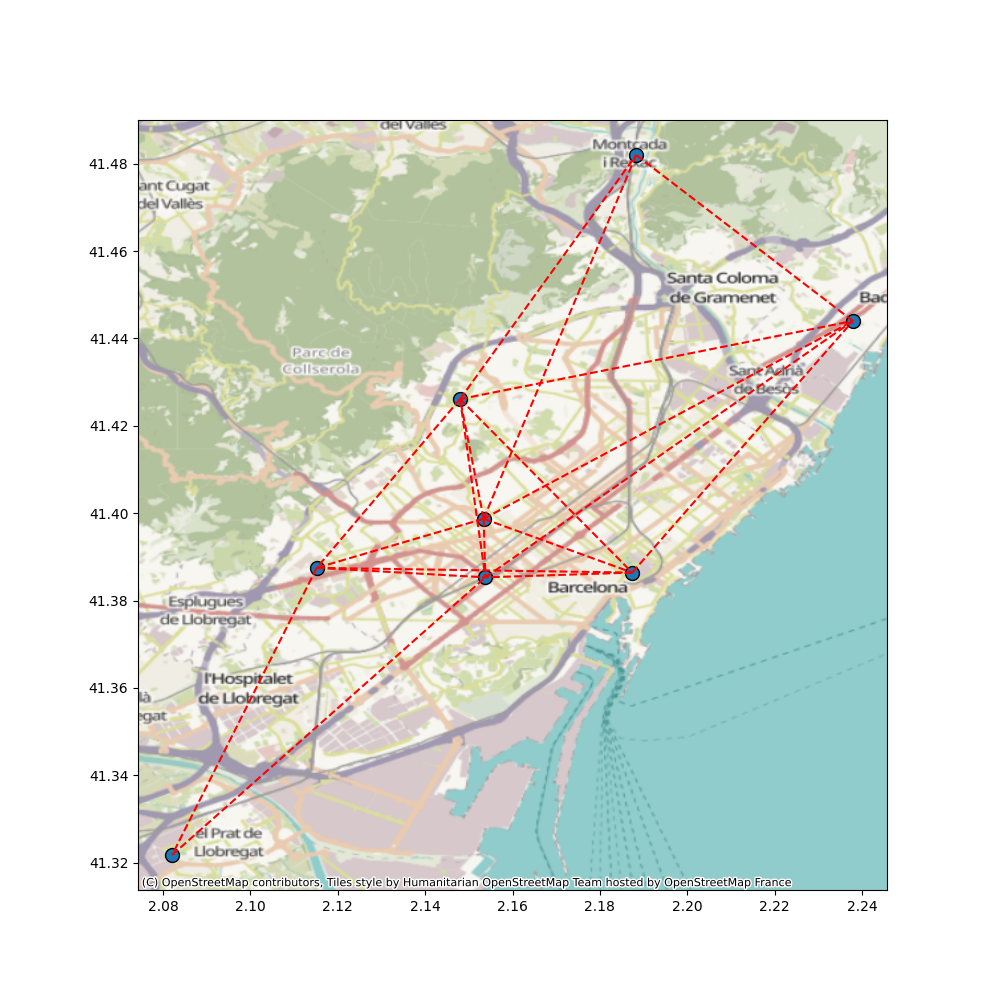 del Vallès
Montcada
i Reixac
ant Cugat
del Vallès
Santa Coloma
de Gramenet
Bad
Parc de
Collserola
Sant Adrià
de Besòs
Barcelona
Esplugues
de Llobregat
l'Hospitalet
de Llobregat
là
egat
el Prat de
Llobregat
(C) OpenStreetMap contributors, Tiles style by Humanitarian OpenStreetMap Team hosted by OpenStreetMap France
41.48
41.46
41.44
41.42
41.40
41.38
41.36
41.34
41.32
2.08 2.10 2.12 2.14 2.16 2.18 2.20 2.22 2.24